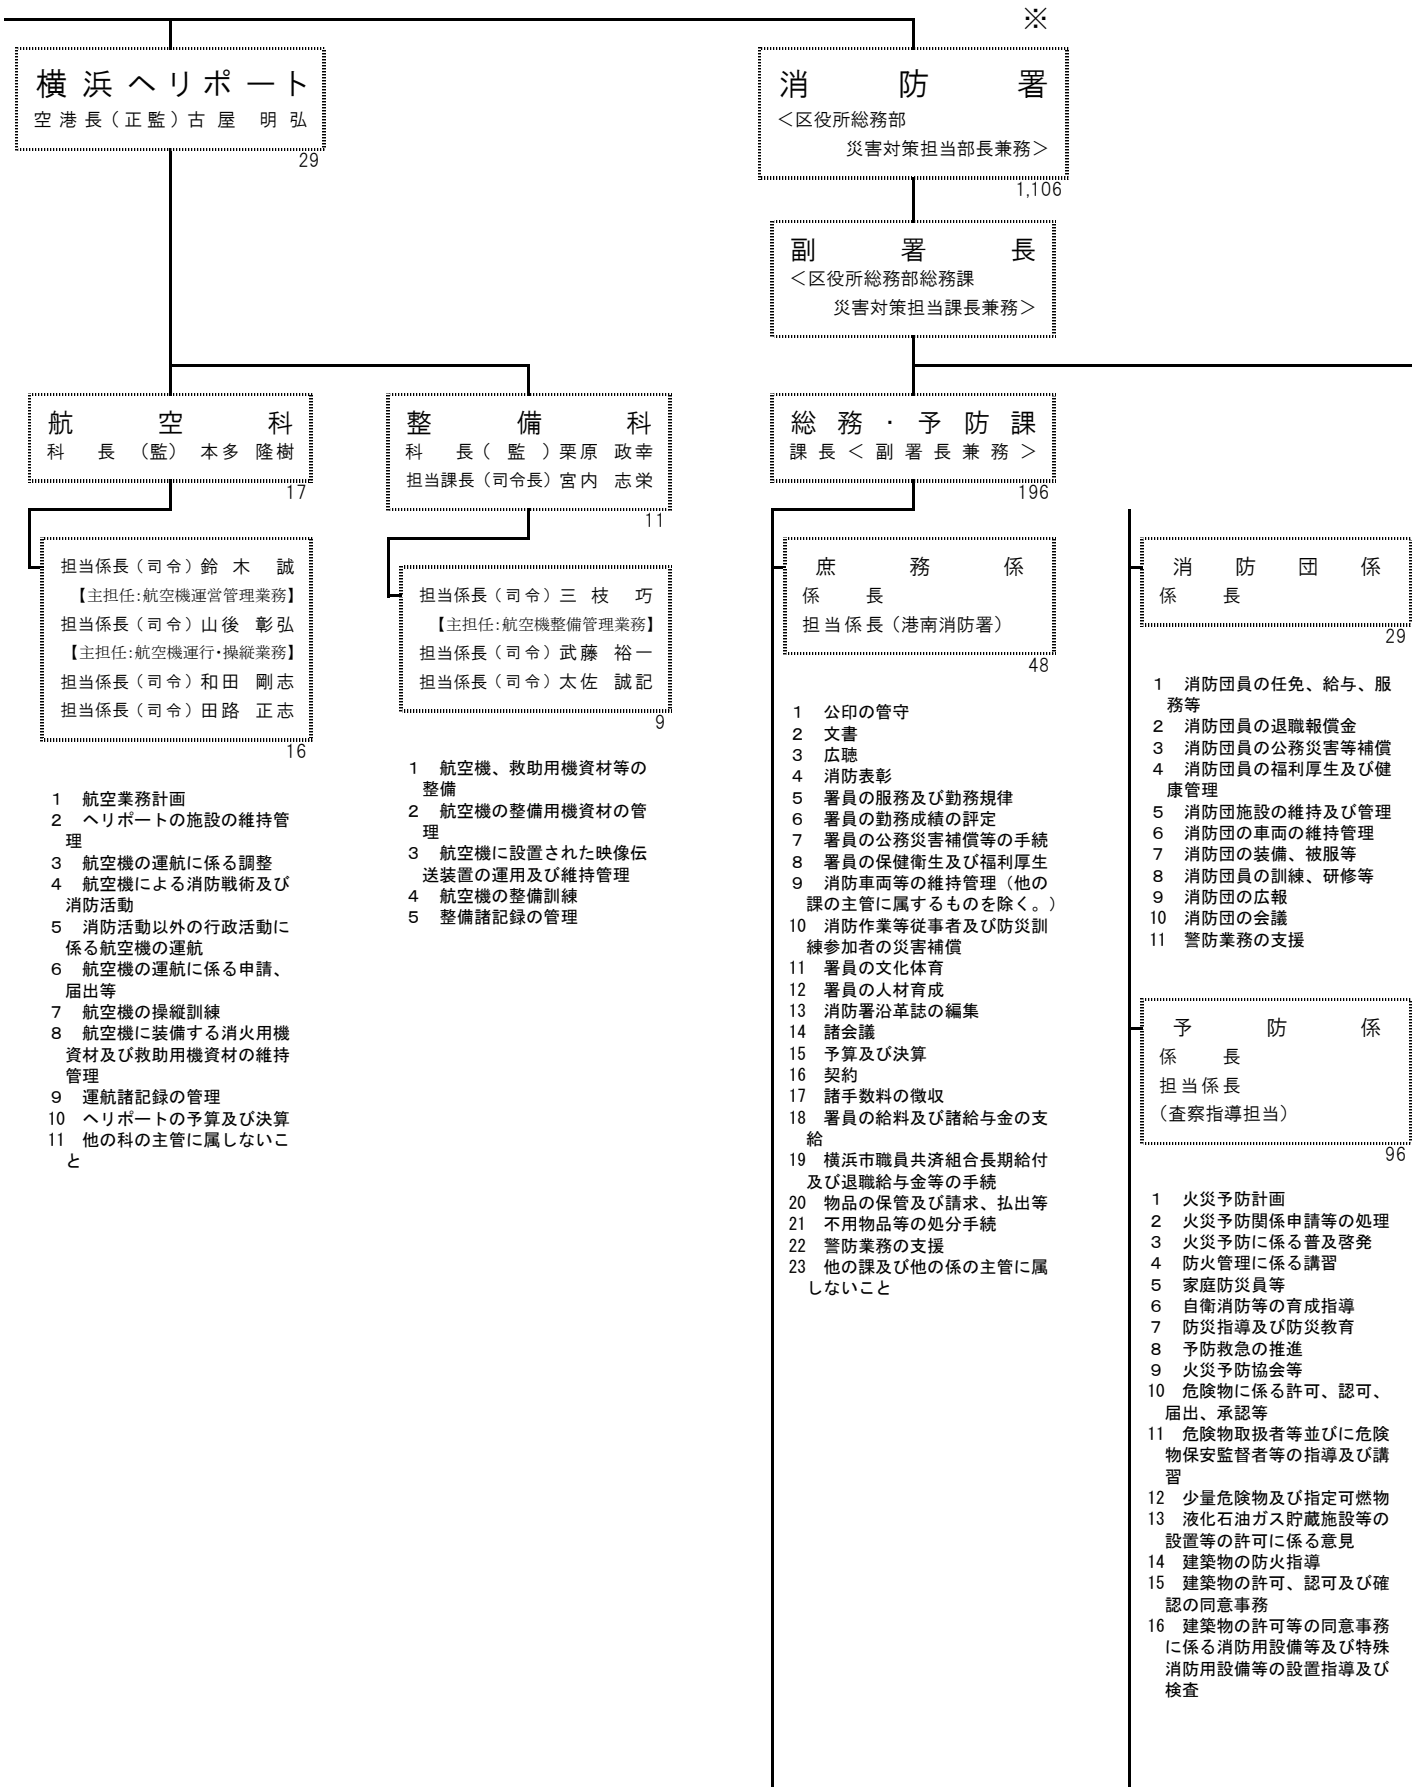 ※
横浜ヘリポート
空港長（正監）古屋　明弘
29
消防署
＜区役所総務部
災害対策担当部長兼務＞
1,106
副署長
＜区役所総務部総務課
災害対策担当課長兼務＞
航空科
科　長　（監）　本多　隆樹
17
担当係長（司令）鈴木　誠
【主担任:航空機運営管理業務】
担当係長（司令）山後　彰弘
【主担任:航空機運行・操縦業務】
担当係長（司令）和田　剛志
担当係長（司令）田路　正志
16
1　航空業務計画
2　ヘリポートの施設の維持管
理
3　航空機の運航に係る調整
4　航空機による消防戦術及び
消防活動
5　消防活動以外の行政活動に
係る航空機の運航
6　航空機の運航に係る申請、
届出等
7　航空機の操縦訓練
8　航空機に装備する消火用機
資材及び救助用機資材の維持
管理
9　運航諸記録の管理
10　ヘリポートの予算及び決算
11　他の科の主管に属しないこ
と
整備科
科　長（　監　）栗原　政幸
担当課長（司令長）宮内　志栄
11
担当係長（司令）三枝　巧
【主担任:航空機整備管理業務】
担当係長（司令）武藤　裕一
担当係長（司令）太佐　誠記
9
1　航空機、救助用機資材等の
整備
2　航空機の整備用機資材の管
理
3　航空機に設置された映像伝
送装置の運用及び維持管理
4　航空機の整備訓練
5　整備諸記録の管理
総務・予防課
課長＜副署長兼務＞
196
庶務係
係　長
担当係長（港南消防署）
48
1　公印の管守
2　文書
3　広聴
4　消防表彰
5　署員の服務及び勤務規律
6　署員の勤務成績の評定
7　署員の公務災害補償等の手続
8　署員の保健衛生及び福利厚生
9　消防車両等の維持管理（他の
課の主管に属するものを除く。）
10　消防作業等従事者及び防災訓
練参加者の災害補償
11　署員の文化体育
12　署員の人材育成
13　消防署沿革誌の編集
14　諸会議
15　予算及び決算
16　契約
17　諸手数料の徴収
18　署員の給料及び諸給与金の支
給
19　横浜市職員共済組合長期給付
及び退職給与金等の手続
20　物品の保管及び請求、払出等
21　不用物品等の処分手続
22　警防業務の支援
23　他の課及び他の係の主管に属
しないこと
消防団係
係　長
29
1　消防団員の任免、給与、服
務等
2　消防団員の退職報償金
3　消防団員の公務災害等補償
4　消防団員の福利厚生及び健
康管理
5　消防団施設の維持及び管理
6　消防団の車両の維持管理
7　消防団の装備、被服等
8　消防団員の訓練、研修等
9　消防団の広報
10　消防団の会議
11　警防業務の支援
予防係
係　長
担当係長
（査察指導担当）
96
1　火災予防計画
2　火災予防関係申請等の処理
3　火災予防に係る普及啓発
4　防火管理に係る講習
5　家庭防災員等
6　自衛消防等の育成指導
7　防災指導及び防災教育
8　予防救急の推進
9　火災予防協会等
10　危険物に係る許可、認可、
届出、承認等
11　危険物取扱者等並びに危険
物保安監督者等の指導及び講
習
12　少量危険物及び指定可燃物
13　液化石油ガス貯蔵施設等の
設置等の許可に係る意見
14　建築物の防火指導
15　建築物の許可、認可及び確
認の同意事務
16　建築物の許可等の同意事務
に係る消防用設備等及び特殊
消防用設備等の設置指導及び
検査